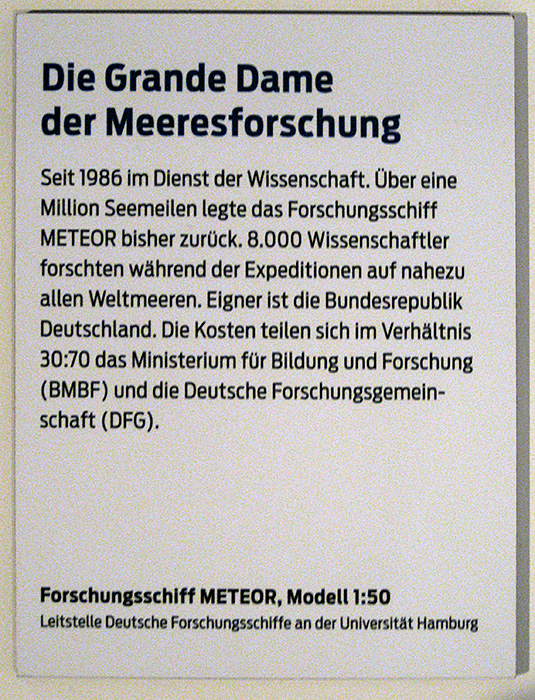 Die Grande Dame
der Meeresforschung
Seit 1986 im Dienst der Wissenschaft. Über eine
Million Seemeilen legte das Forschungsschiff
METEOR bisher zurück. 8.000 Wissenschaftler
forschten während der Expeditionen auf nahezu
allen Weltmeeren. Eigner ist die Bundesrepublik
Deutschland. Die Kosten teilen sich im Verhältnis
30:70 das Ministerium für Bildung und Forschung
(BMBF) und die Deutsche Forschungsgemein-
schaft (DFG).
Forschungsschiff METEOR, Modell 1:50
Leitstelle Deutsche Forschungsschiffe an der Universität Hamburg